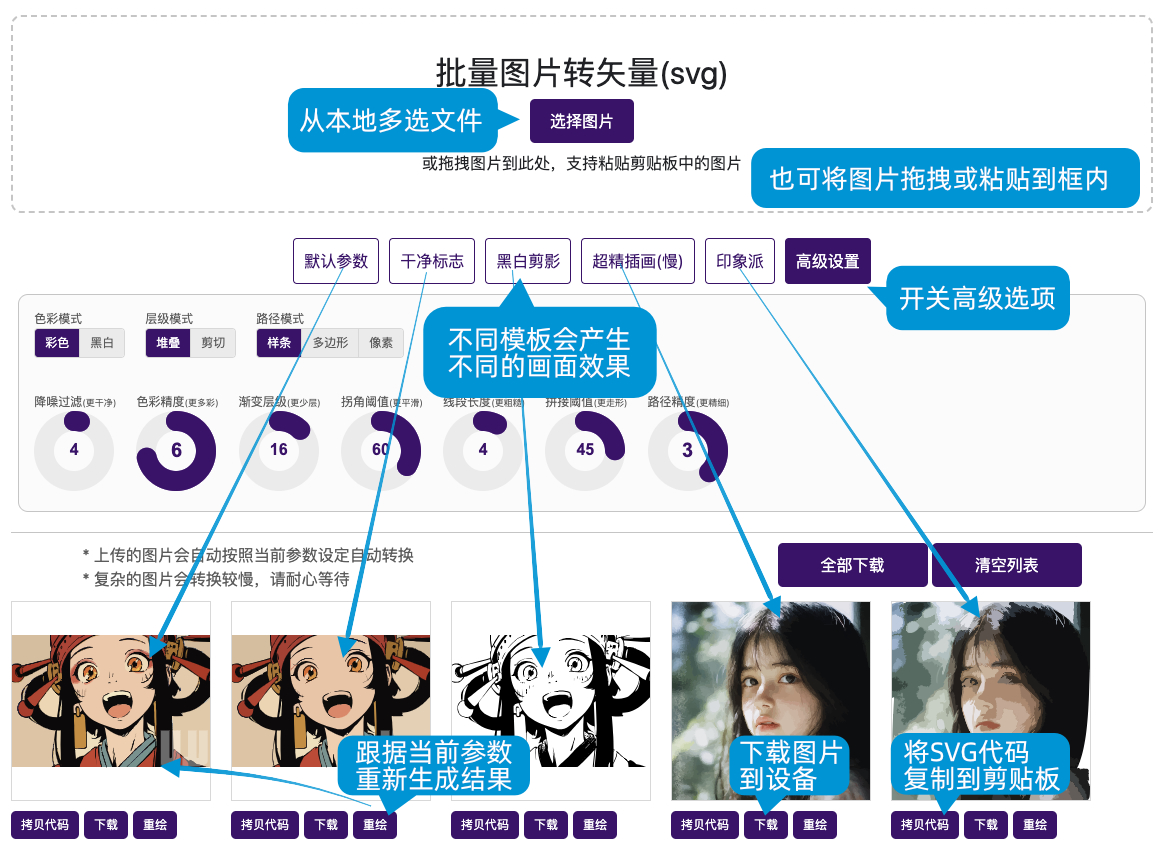 批量图片转矢量(svg)
从本地多选文件
选择图片
或拖拽图片到此处，支持粘贴剪贴板中的图片
也可将图片拖拽或粘贴到框内
默认参数
干净标志
黑白剪影
超精插画(慢)
印象派
高级设置
开关高级选项
色彩模式
层级模式
路径模式
彩色
黑白
堆叠
剪切
样条
多边形
像素
不同模板会产生
不同的画面效果
降噪过滤(更干净)
色彩精度(更多彩)
渐变层级(更少层)
拐角阈值(更平滑)
线段长度(更粗糙)
拼接阈值(更走形)
路径精度(更精细)
4
6
16
60
4
45
3
* 上传的图片会自动按照当前参数设定自动转换
* 复杂的图片会转换较慢，请耐心等待
全部下载
清空列表
跟据当前参数
重新生成结果
下载图片
到设备
将SVG代码
复制到剪贴板
拷贝代码
下载
重绘
拷贝代码
下载
重绘
拷贝代码
下载
重绘
拷贝代码
下载
重绘
拷贝代码
下载
重绘